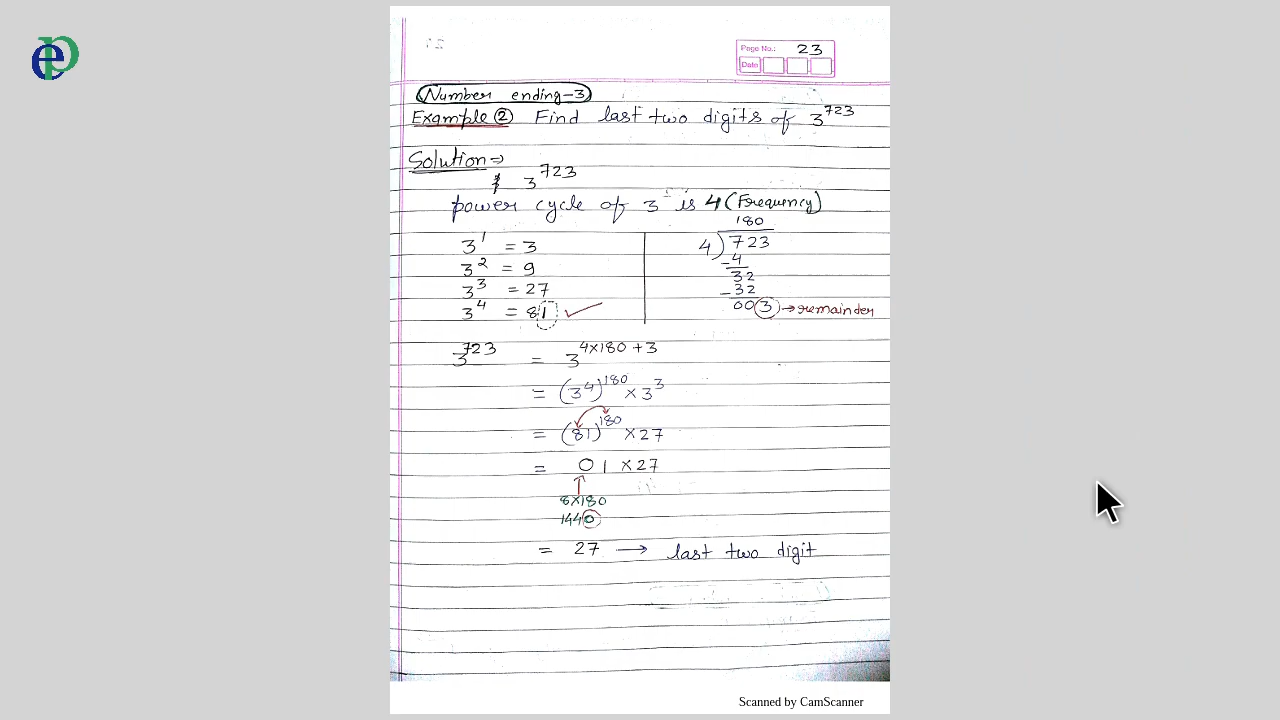 ep
Page No.: 23
Date
Number ending-3
Example ② Find last two digits of 3^723
Solution ⇒
3^723
power cycle of 3 is 4 (Frequency)
3^1 = 3
3^2 = 9
3^3 = 27
3^4 = 81 ✓
180
4) 723
-4
32
-32
003 → remainder
3^723 = 3^4×180+3
= (3^4)^180 × 3^3
= (81)^180 × 27
= 01 × 27
8×180
1440
= 27 → last two digit
Scanned by CamScanner